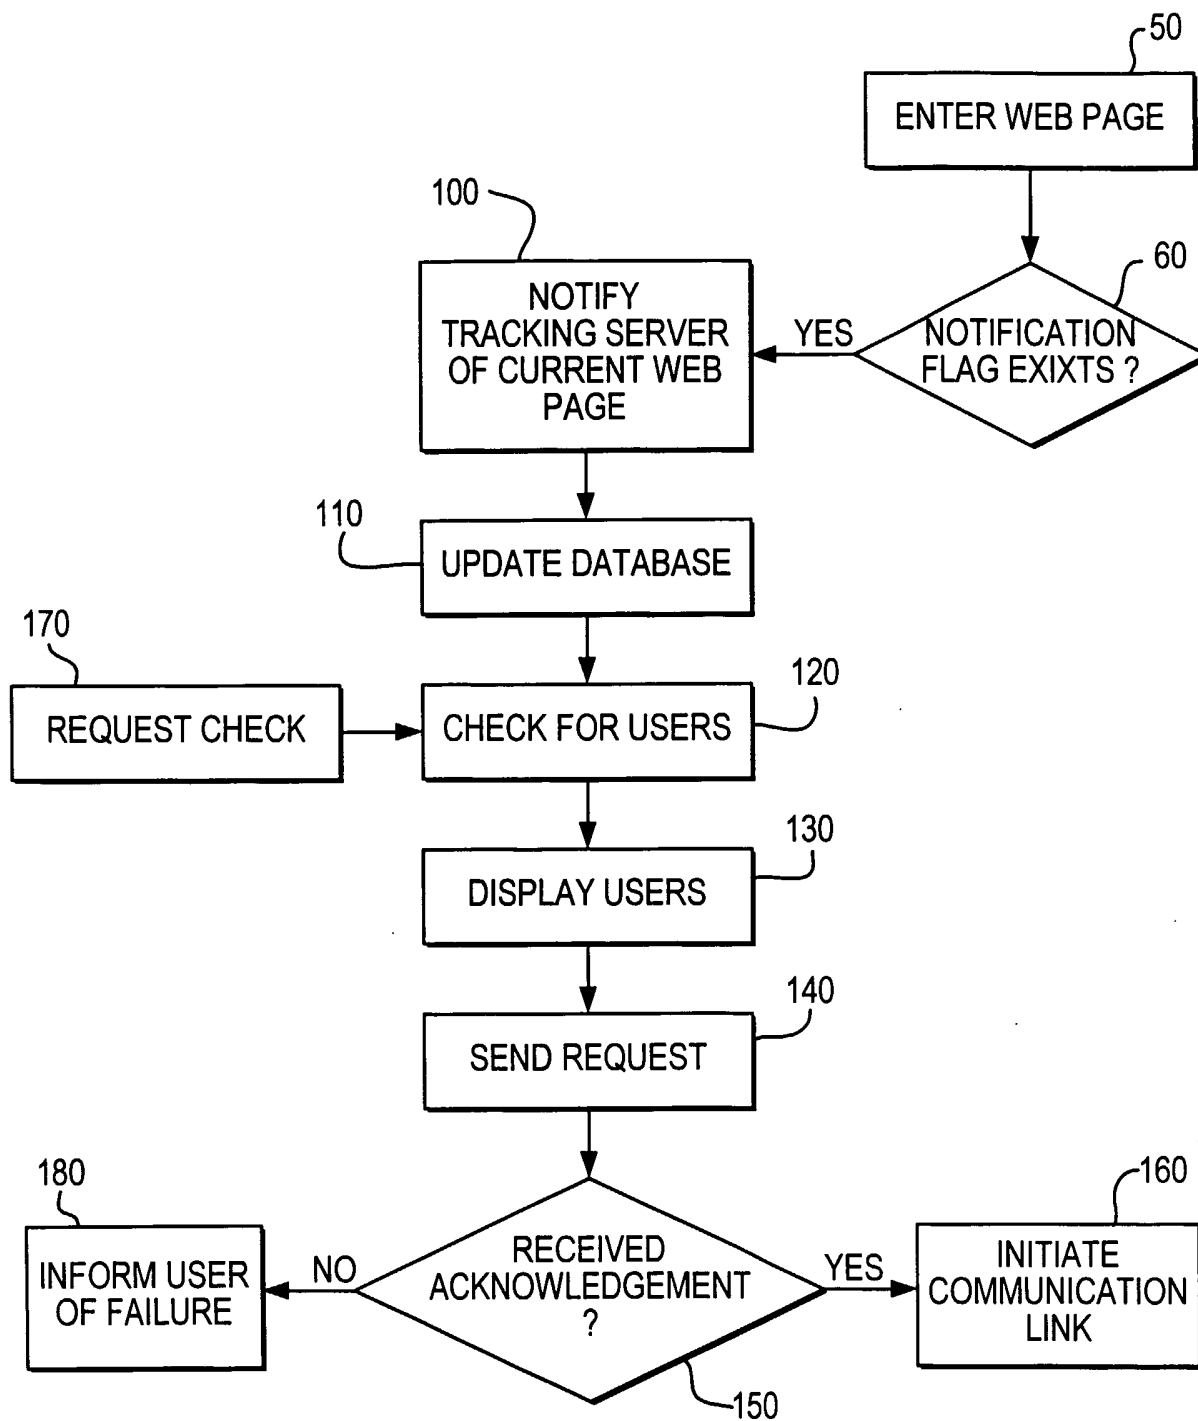 50
ENTER WEB PAGE
100
60
NOTIFY
TRACKING SERVER
OF CURRENT WEB
PAGE
YES
NOTIFICATION
FLAG EXIXTS ?
110
UPDATE DATABASE
170
REQUEST CHECK
120
CHECK FOR USERS
130
DISPLAY USERS
140
SEND REQUEST
180
INFORM USER
OF FAILURE
NO
RECEIVED
ACKNOWLEDGEMENT
?
150
YES
160
INITIATE
COMMUNICATION
LINK